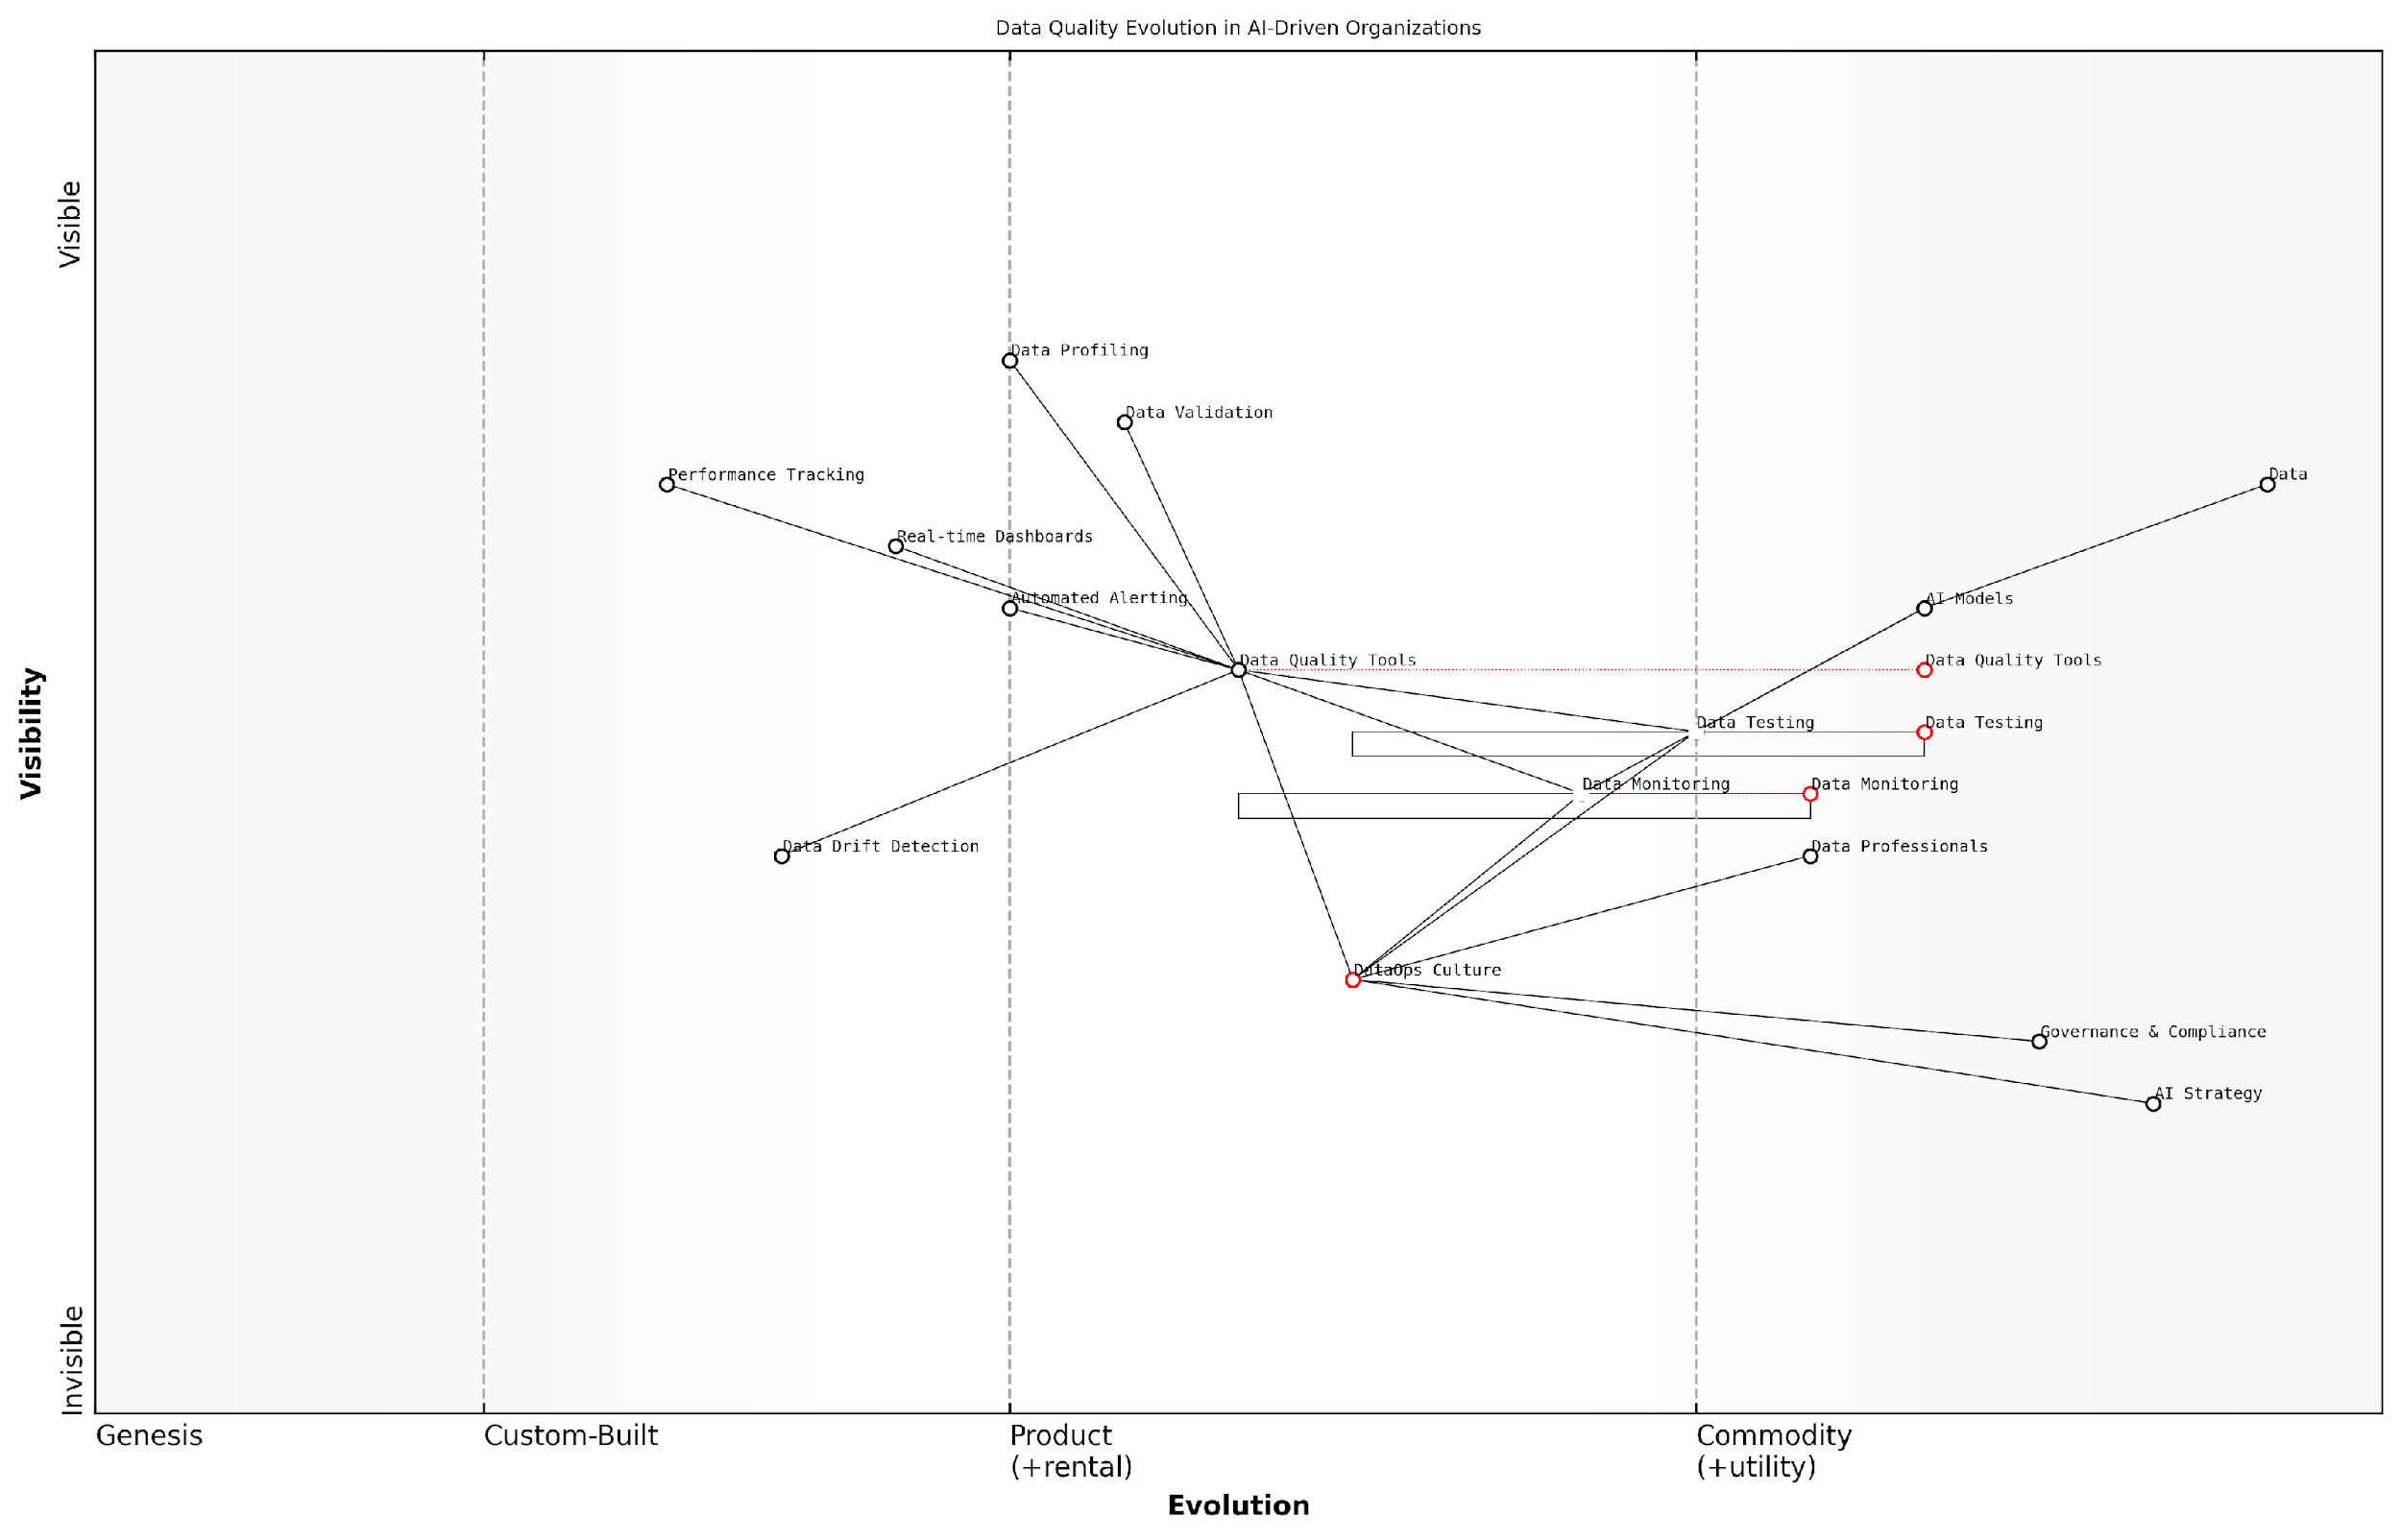 Data Quality Evolution in AI-Driven Organizations
Visible
Data Profiling
Data Validation
Performance Tracking
Data
Real-time Dashboards
Automated Alerting
AI Models
Data Quality Tools
Data Quality Tools
Data Testing
Data Testing
Data Monitoring
Data Monitoring
Data Drift Detection
Data Professionals
DataOps Culture
Governance & Compliance
AI Strategy
Visibility
Invisible
Genesis
Custom-Built
Product
(+rental)
Commodity
(+utility)
Evolution